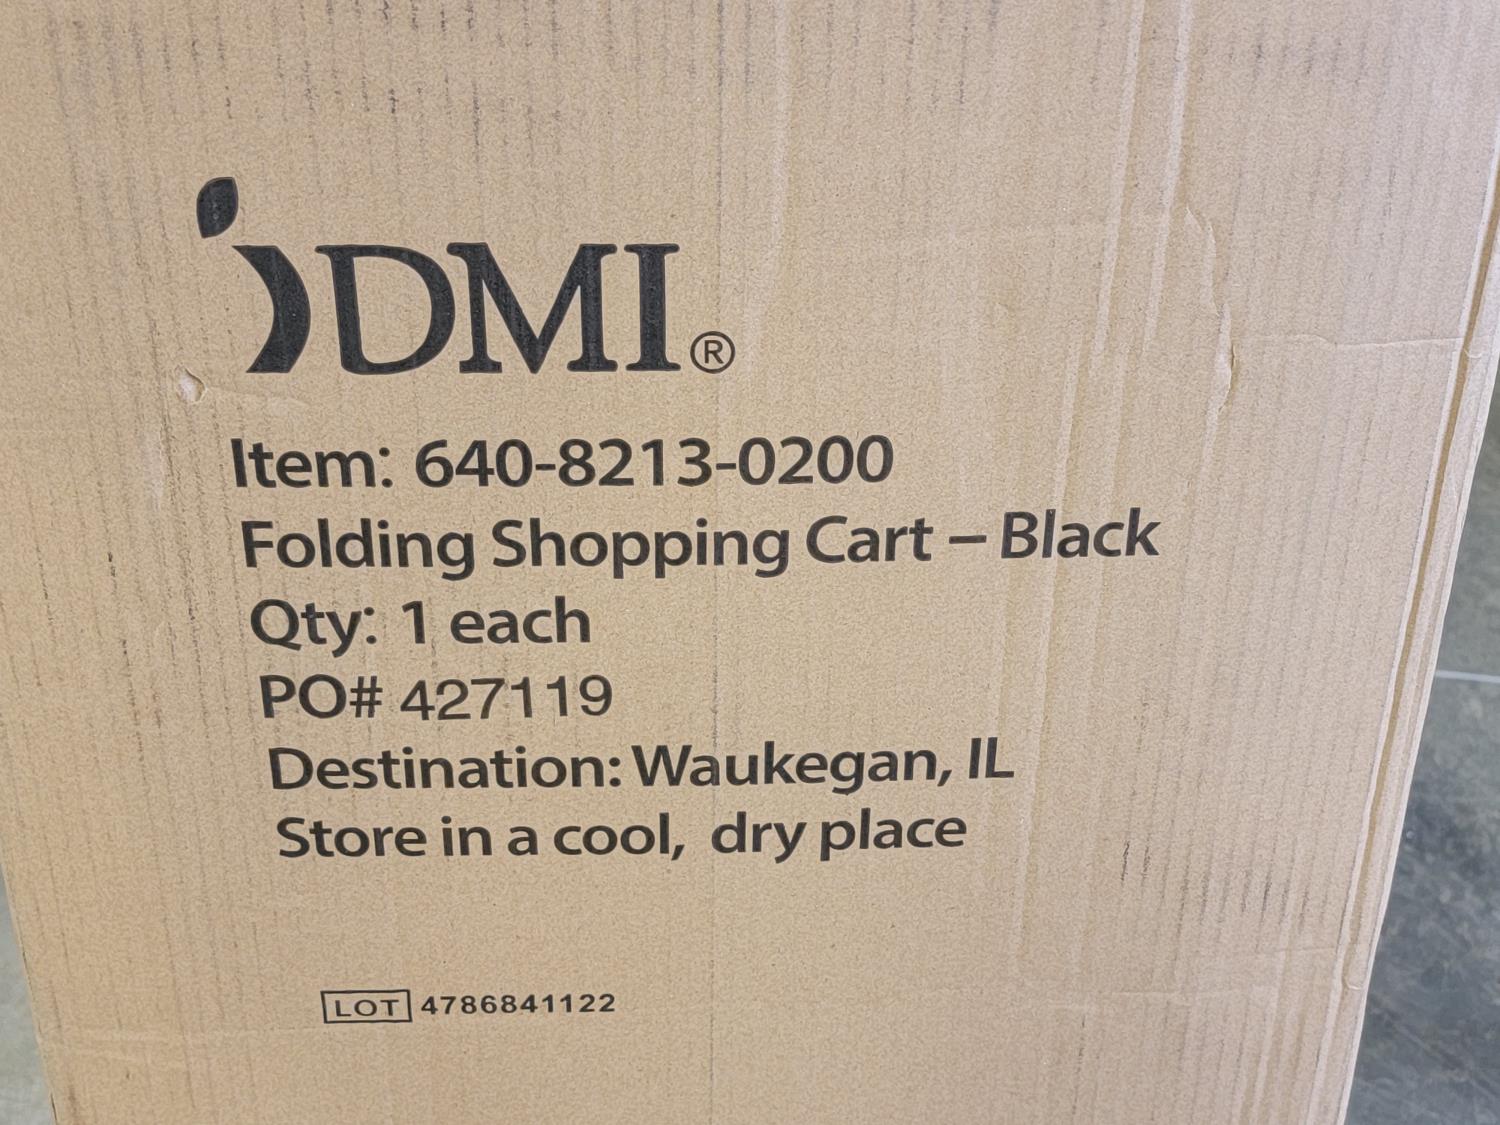 DMI®
Item: 640-8213-0200
Folding Shopping Cart – Black
Qty: 1 each
PO# 427119
Destination: Waukegan, IL
Store in a cool, dry place
LOT 4786841122